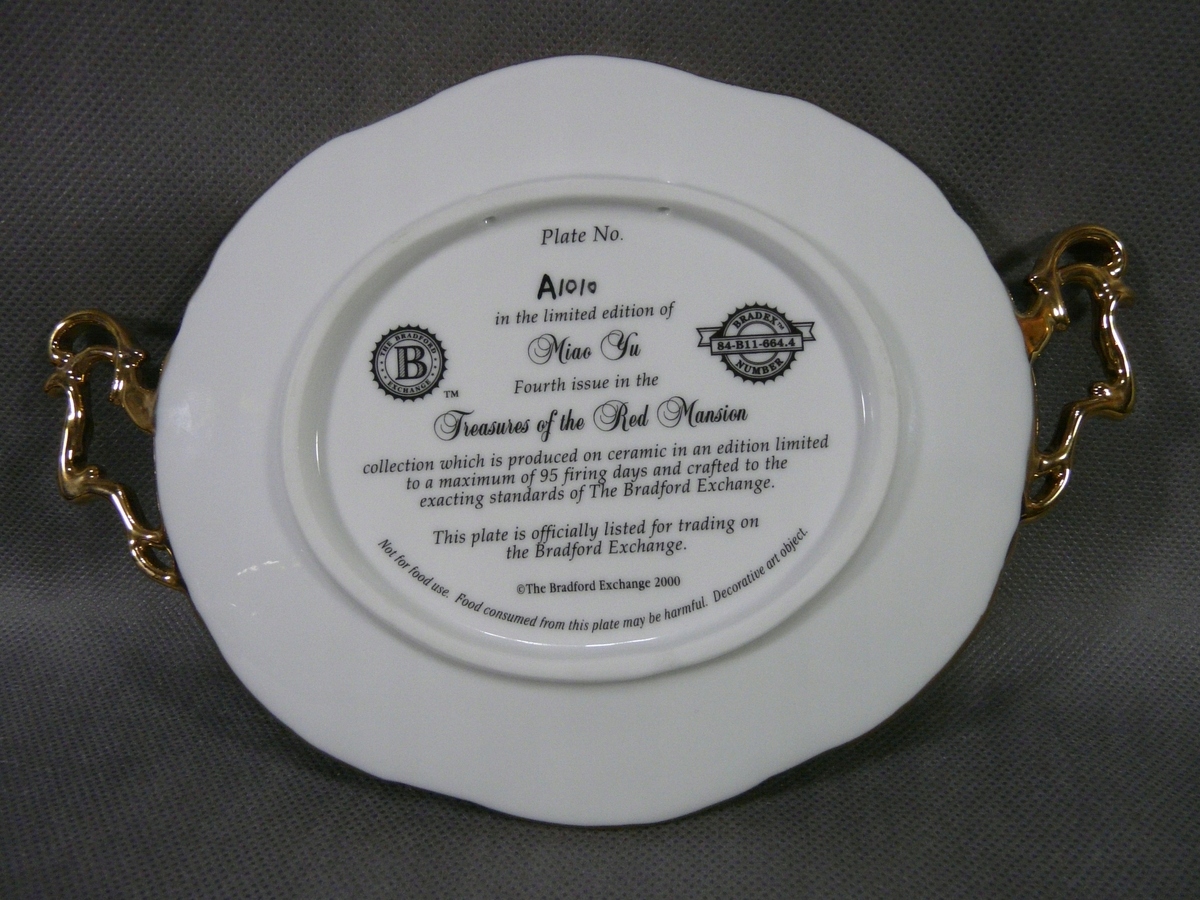 Plate No.
A1010
in the limited edition of
Miao Yu
Fourth issue in the
Treasures of the Red Mansion
collection which is produced on ceramic in an edition limited
to a maximum of 95 firing days and crafted to the
exacting standards of The Bradford Exchange.
This plate is officially listed for trading on
the Bradford Exchange.
©The Bradford Exchange 2000
Not for food use. Food consumed from this plate may be harmful. Decorative art object.
THE BRADFORD
B
EXCHANGE
TM
BRADEX™
84-B11-664.4
NUMBER